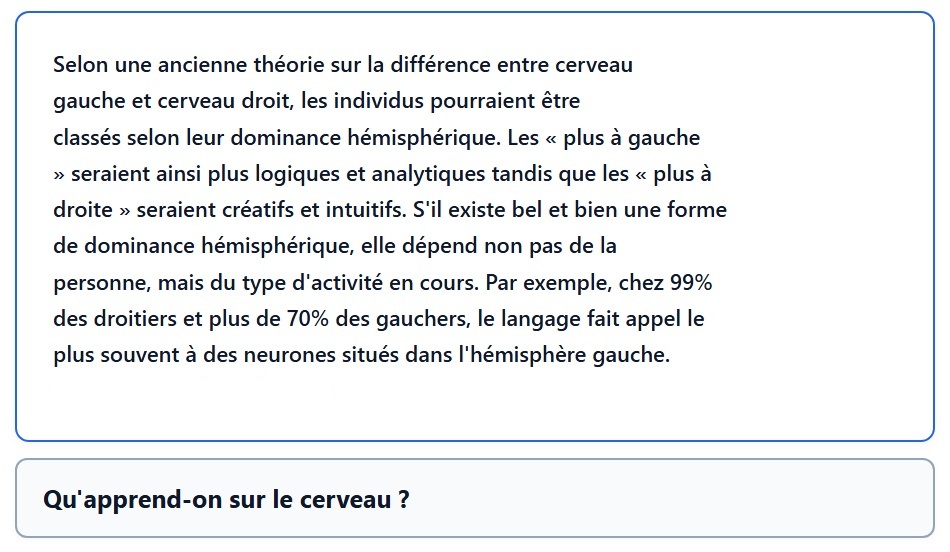 Selon une ancienne théorie sur la différence entre cerveau
gauche et cerveau droit, les individus pourraient être
classés selon leur dominance hémisphérique. Les « plus à gauche
» seraient ainsi plus logiques et analytiques tandis que les « plus à
droite » seraient créatifs et intuitifs. S'il existe bel et bien une forme
de dominance hémisphérique, elle dépend non pas de la
personne, mais du type d'activité en cours. Par exemple, chez 99%
des droitiers et plus de 70% des gauchers, le langage fait appel le
plus souvent à des neurones situés dans l'hémisphère gauche.
Qu'apprend-on sur le cerveau ?